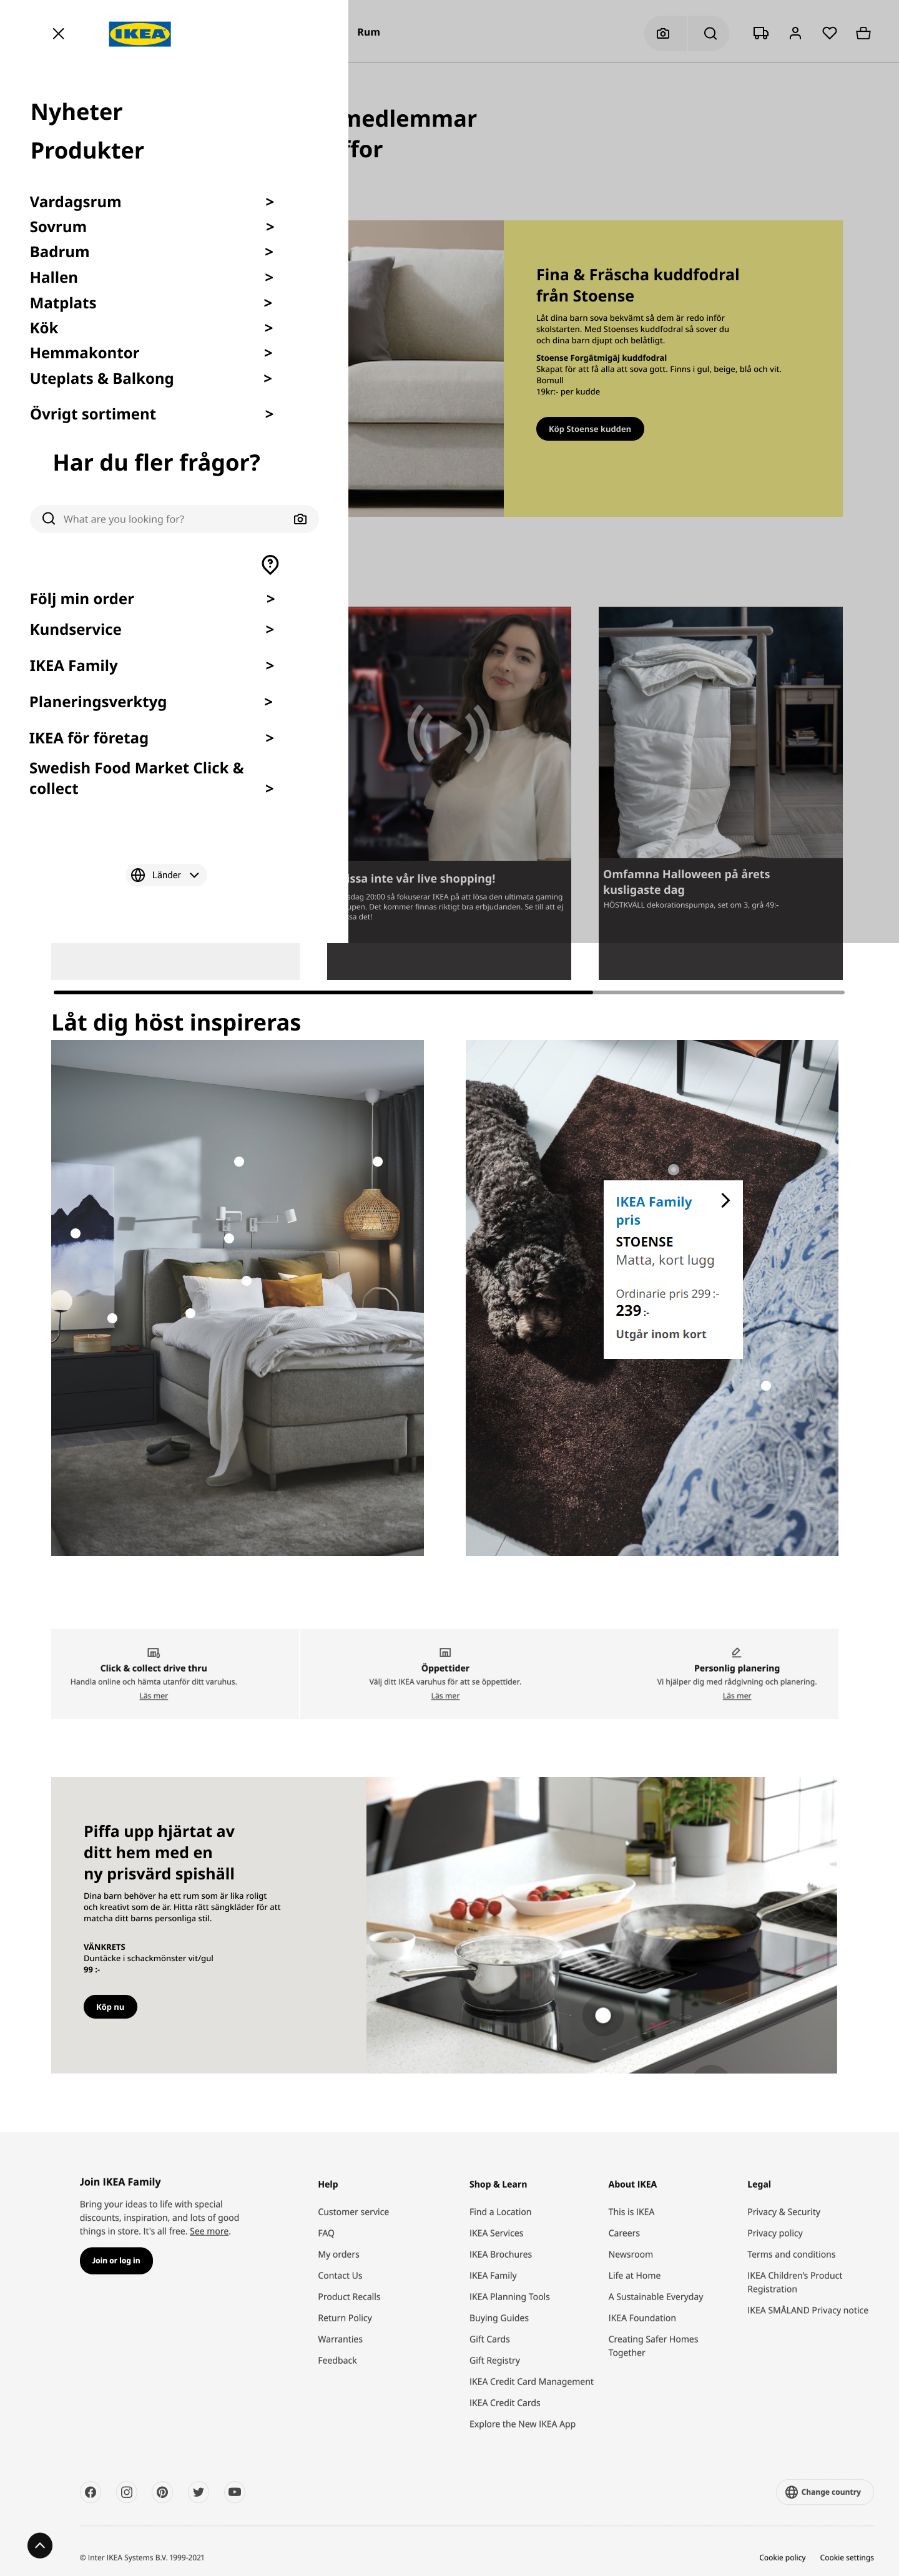 IKEA
Rum
Nyheter
Produkter
Vardagsrum >
Sovrum >
Badrum >
Hallen >
Matplats >
Kök >
Hemmakontor >
Uteplats & Balkong >
Övrigt sortiment >
Har du fler frågor?
What are you looking for?
Följ min order >
Kundservice >
IKEA Family >
Planeringsverktyg >
IKEA för företag >
Swedish Food Market Click &
collect >
Länder
medlemmar
ffor
Fina & Fräscha kuddfodral
från Stoense
Låt dina barn sova bekvämt så dem är redo inför
skolstarten. Med Stoenses kuddfodral så sover du
och dina barn djupt och belåtligt.
Stoense Forgätmigäj kuddfodral
Skapat för att få alla att sova gott. Finns i gul, beige, blå och vit.
Bomull
19kr:- per kudde
Köp Stoense kudden
issa inte vår live shopping!
sdag 20:00 så fokuserar IKEA på att lösa den ultimata gaming
upen. Det kommer finnas riktigt bra erbjudanden. Se till att ej
sa det!
Omfamna Halloween på årets
kusligaste dag
HÖSTKVÄLL dekorationspumpa, set om 3, grå 49:-
Låt dig höst inspireras
IKEA Family
pris
STOENSE
Matta, kort lugg
Ordinarie pris 299 :-
239 :-
Utgår inom kort
Click & collect drive thru
Handla online och hämta utanför ditt varuhus.
Läs mer
Öppettider
Välj ditt IKEA varuhus för att se öppettider.
Läs mer
Personlig planering
Vi hjälper dig med rådgivning och planering.
Läs mer
Piffa upp hjärtat av
ditt hem med en
ny prisvärd spishäll
Dina barn behöver ha ett rum som är lika roligt
och kreativt som de är. Hitta rätt sängkläder för att
matcha ditt barns personliga stil.
VÄNKRETS
Duntäcke i schackmönster vit/gul
99 :-
Köp nu
Join IKEA Family
Bring your ideas to life with special
discounts, inspiration, and lots of good
things in store. It's all free. See more.
Join or log in
Help
Customer service
FAQ
My orders
Contact Us
Product Recalls
Return Policy
Warranties
Feedback
Shop & Learn
Find a Location
IKEA Services
IKEA Brochures
IKEA Family
IKEA Planning Tools
Buying Guides
Gift Cards
Gift Registry
IKEA Credit Card Management
IKEA Credit Cards
Explore the New IKEA App
About IKEA
This is IKEA
Careers
Newsroom
Life at Home
A Sustainable Everyday
IKEA Foundation
Creating Safer Homes
Together
Legal
Privacy & Security
Privacy policy
Terms and conditions
IKEA Children's Product
Registration
IKEA SMÅLAND Privacy notice
Change country
© Inter IKEA Systems B.V. 1999-2021
Cookie policy Cookie settings